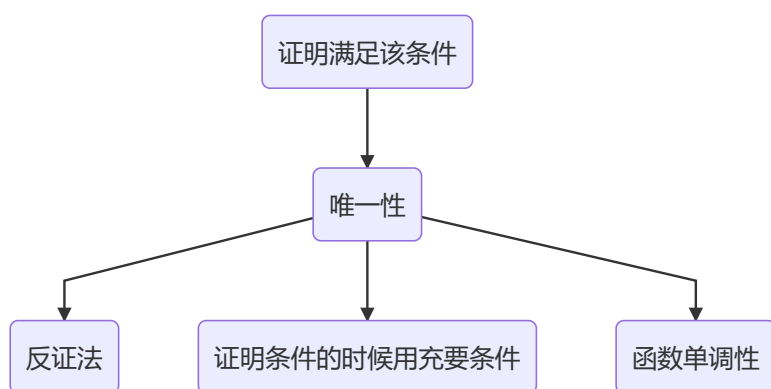 证明满足该条件
唯一性
反证法
证明条件的时候用充要条件
函数单调性